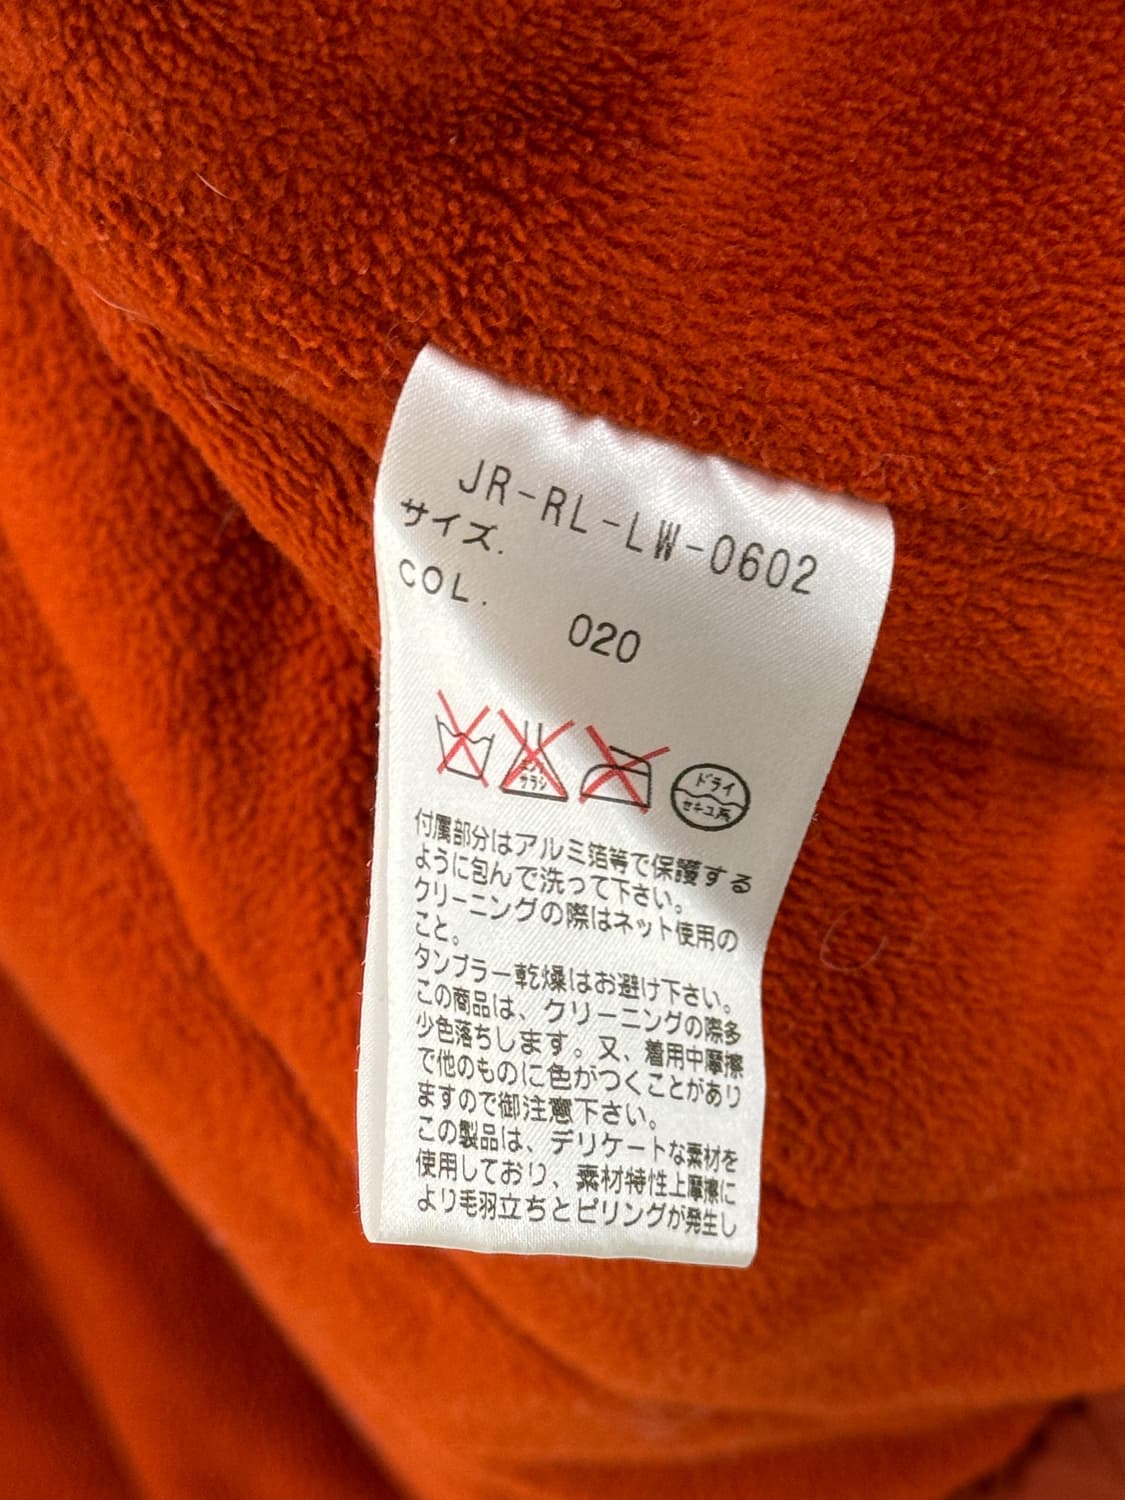 JR-RL-LW-0602
サイズ.
COL. 020
エンソ
サラシ
ドライ
セキユ系
付属部分はアルミ箔等で保護する
ように包んで洗って下さい。
クリーニングの際はネット使用の
こと。
タンブラー乾燥はお避け下さい。
この商品は、クリーニングの際多
少色落ちします。又、着用中摩擦
で他のものに色がつくことがあり
ますので御注意下さい。
この製品は、デリケートな素材を
使用しており、素材特性上摩擦に
より毛羽立ちとピリングが発生し